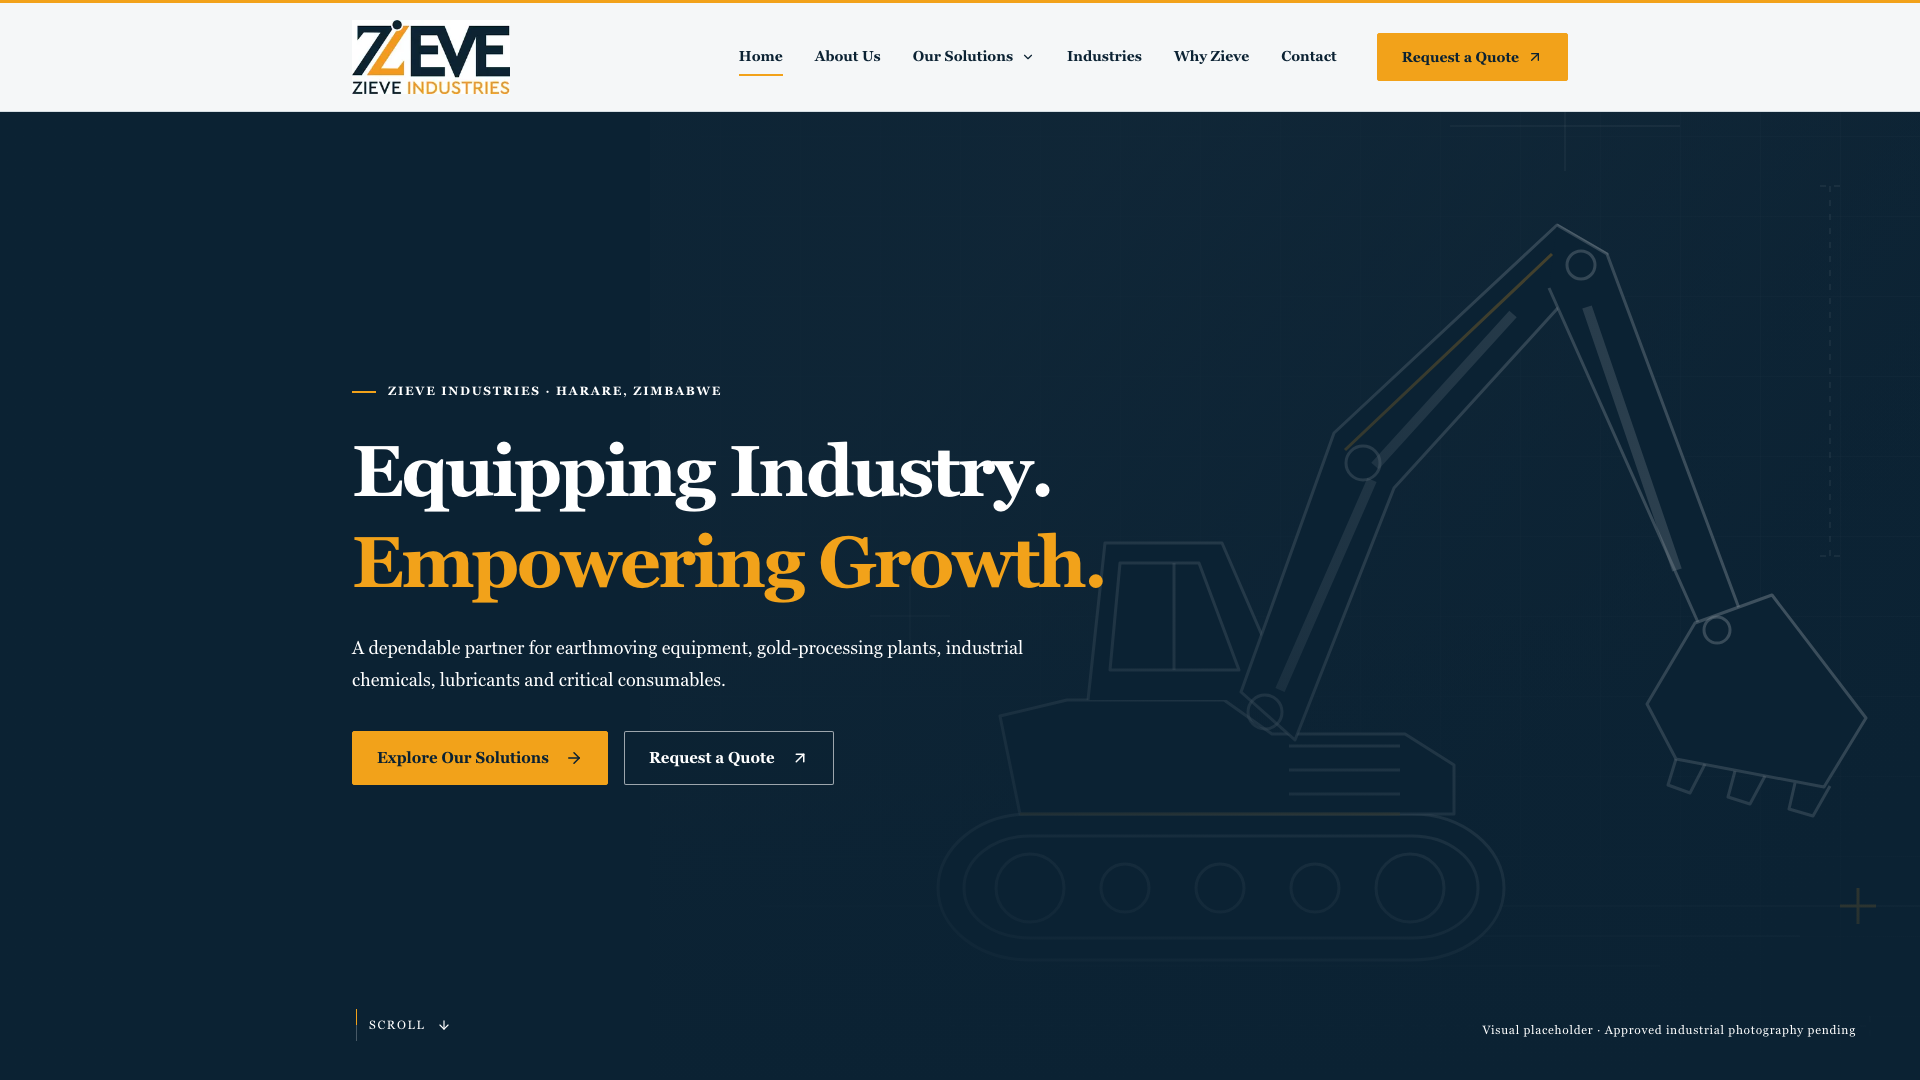 ZIEVE
ZIEVE INDUSTRIES
Home
About Us
Our Solutions
Industries
Why Zieve
Contact
Request a Quote
ZIEVE INDUSTRIES · HARARE, ZIMBABWE
Equipping Industry.
Empowering Growth.
A dependable partner for earthmoving equipment, gold-processing plants, industrial
chemicals, lubricants and critical consumables.
Explore Our Solutions
Request a Quote
SCROLL
Visual placeholder · Approved industrial photography pending